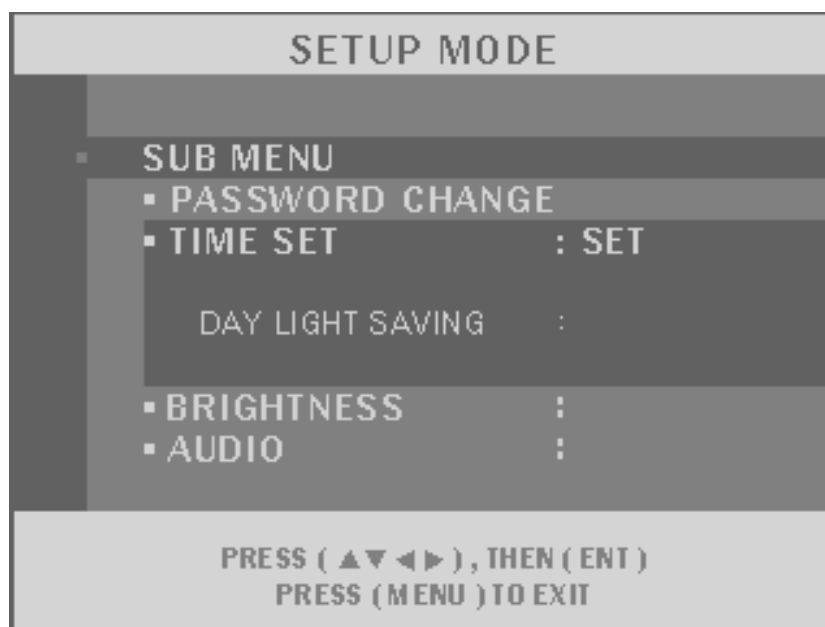 SETUP MODE
SUB MENU
▪ PASSWORD CHANGE
▪ TIME SET : SET
DAY LIGHT SAVING :
▪ BRIGHTNESS :
▪ AUDIO :
PRESS ( ▲▼ ◄► ) , THEN ( ENT )
PRESS ( MENU ) TO EXIT